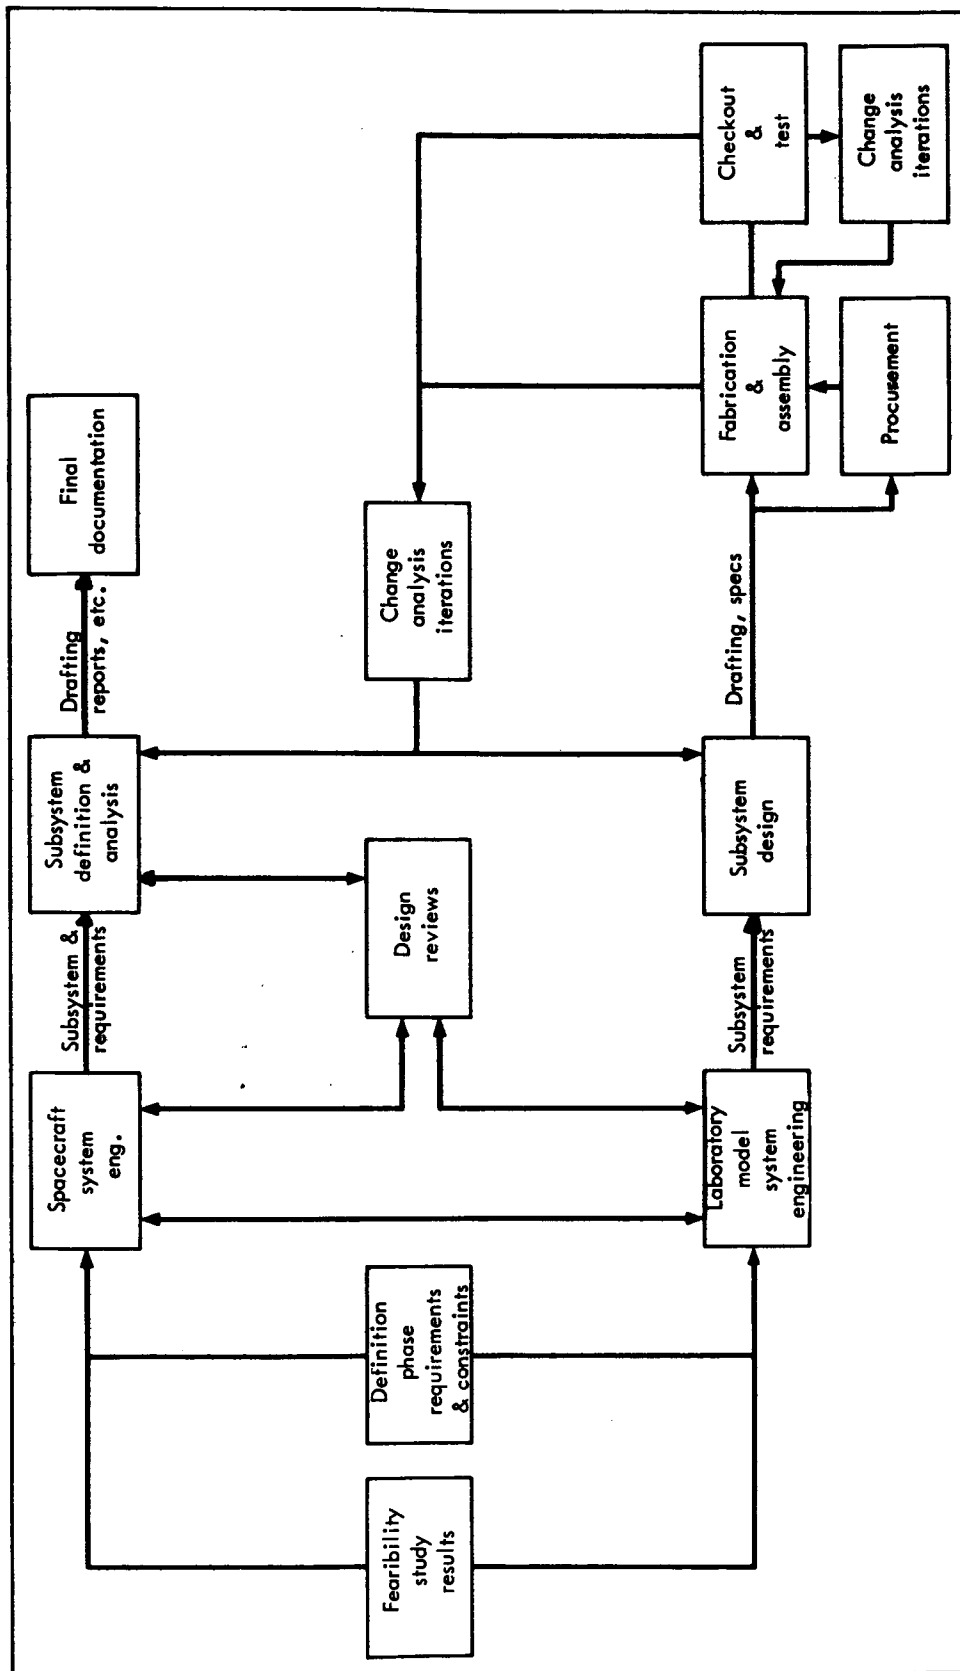 Fearibility
study
results
Definition
phase
requirements
& constraints
Spacecraft
system
eng.
Subsystem &
requirements
Subsystem
definition &
analysis
Drafting
reports, etc.
Final
documentation
Design
reviews
Change
analysis
iterations
Laboratory
model
system
engineering
Subsystem
requirements
Subsystem
design
Drafting, specs
Fabrication
&
assembly
Procurement
Checkout
&
test
Change
analysis
iterations